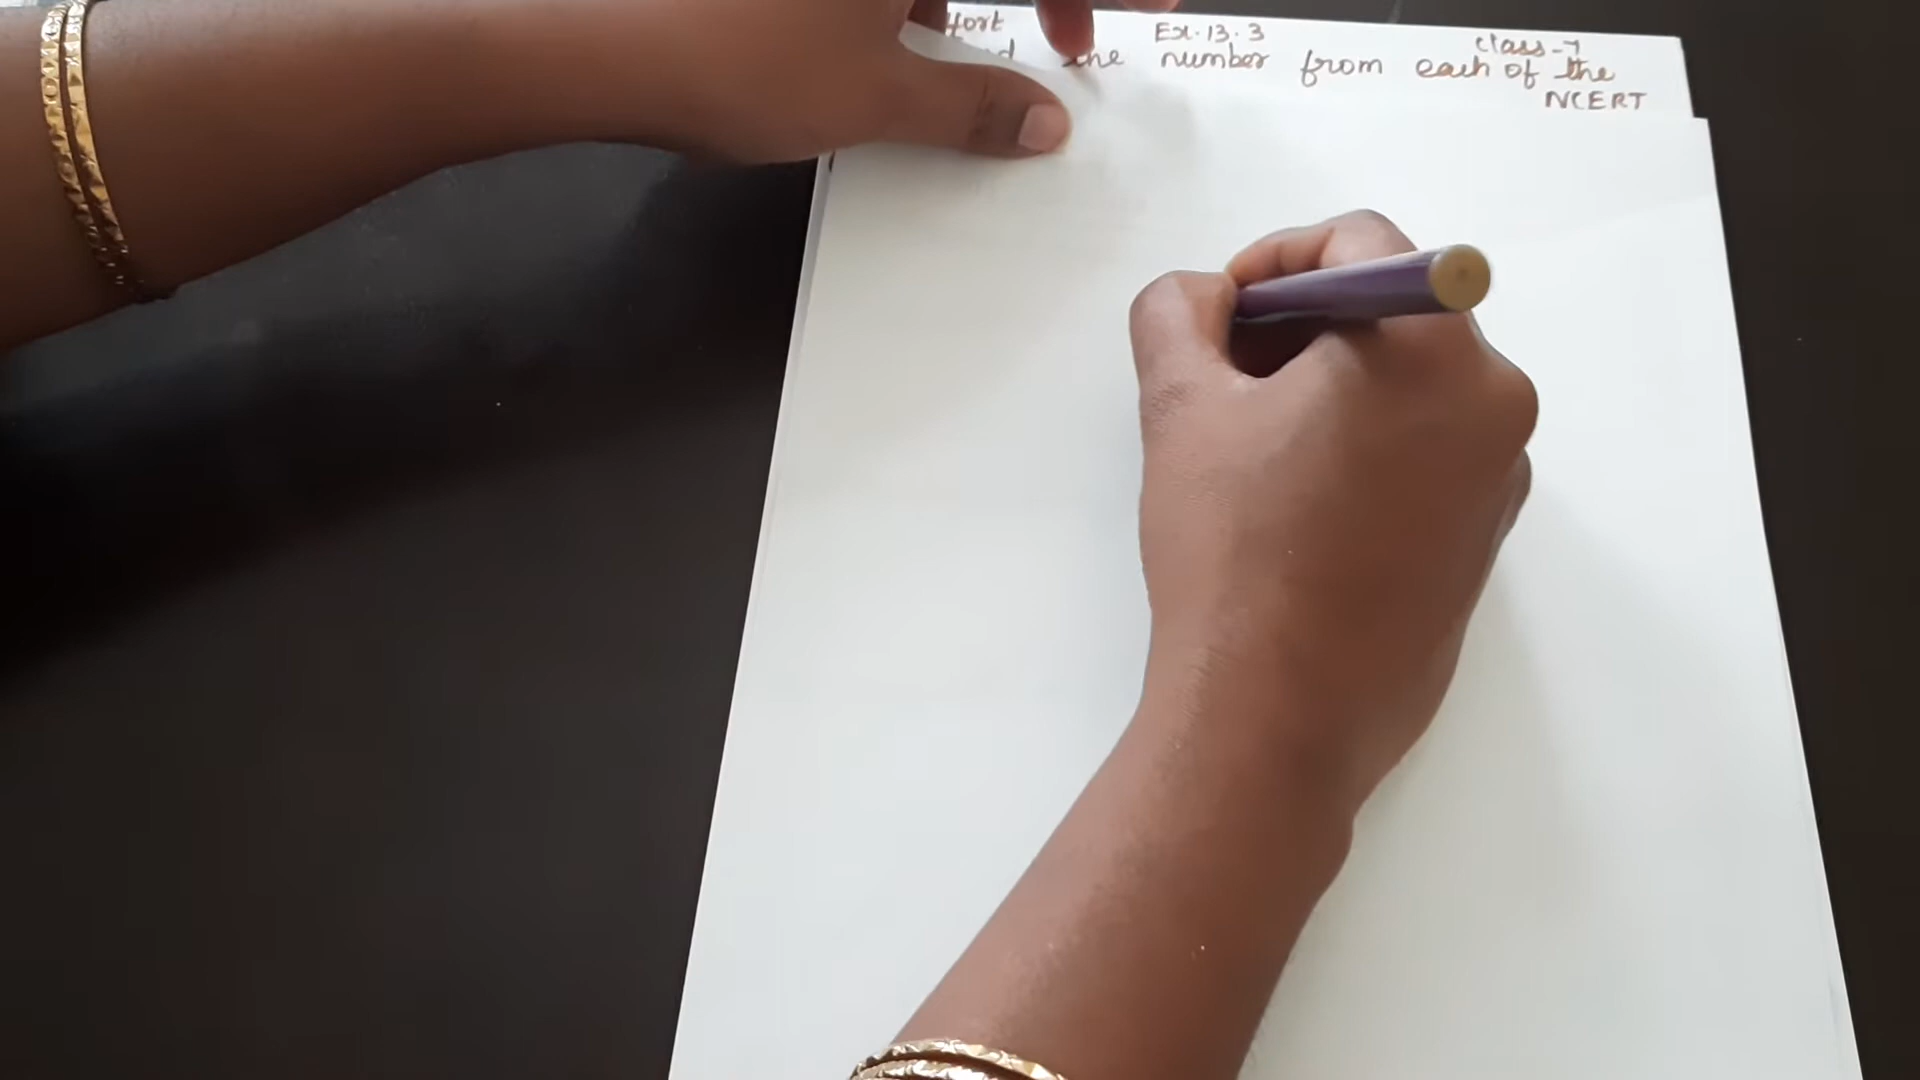 Ex.13.3 Class-7
the number from each of the
NCERT